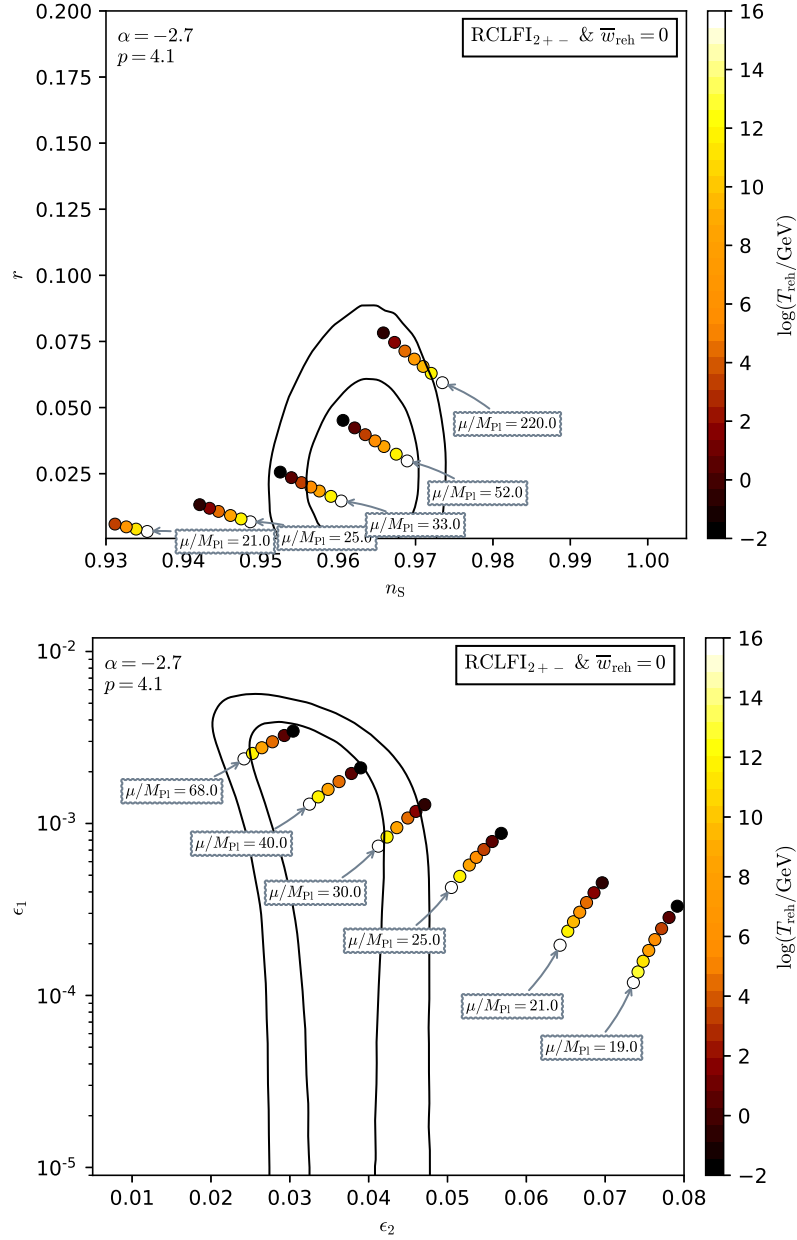 α = −2.7
p = 4.1
RCLFI2+− & w̅reh = 0
0.200
0.175
0.150
0.125
0.100
0.075
0.050
0.025
r
μ/MPl = 220.0
μ/MPl = 52.0
μ/MPl = 33.0
μ/MPl = 25.0
μ/MPl = 21.0
0.93
0.94
0.95
0.96
0.97
0.98
0.99
1.00
nS
16
14
12
10
8
6
4
2
0
−2
log(Treh/GeV)
α = −2.7
p = 4.1
RCLFI2+− & w̅reh = 0
10-2
10-3
10-4
10-5
ϵ1
μ/MPl = 68.0
μ/MPl = 40.0
μ/MPl = 30.0
μ/MPl = 25.0
μ/MPl = 21.0
μ/MPl = 19.0
0.01
0.02
0.03
0.04
0.05
0.06
0.07
0.08
ϵ2
16
14
12
10
8
6
4
2
0
−2
log(Treh/GeV)